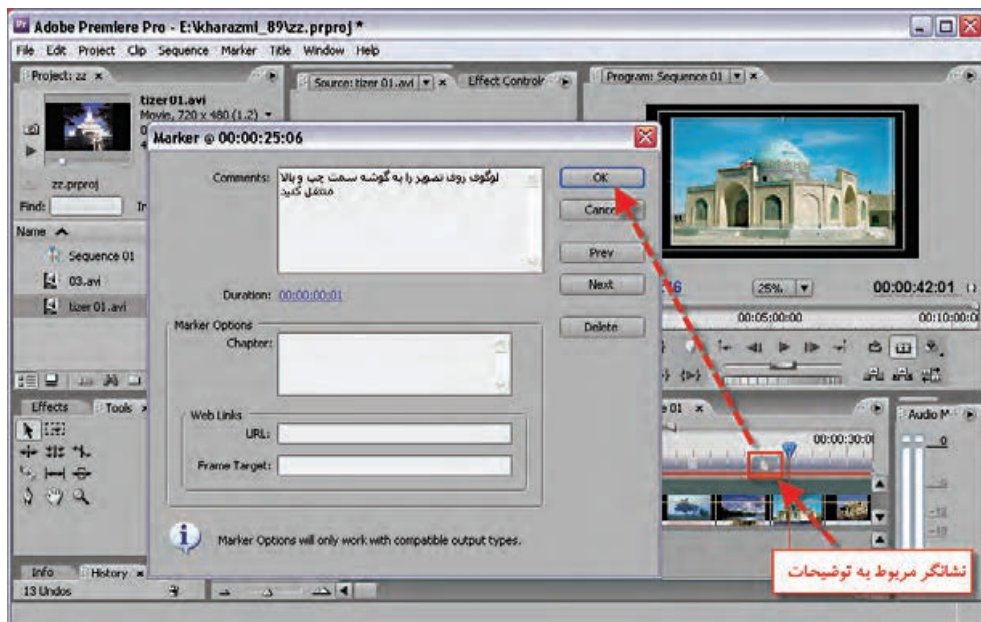 Adobe Premiere Pro - E:\kharazmi_89\zz.prproj *
File Edit Project Clip Sequence Marker Title Window Help
Project: zz
Source: tizer 01.avi
Effect Controls
Program: Sequence 01
tizer01.avi
Movie, 720 x 480 (1.2)
Marker @ 00:00:25:06
Comments:
لوگوی روی تصویر را به گوشه سمت چپ و بالا
منتقل کنید
OK
Cancel
Prev
Next
Delete
zz.prproj
Find:
Name
Sequence 01
03.avi
tizer 01.avi
Duration: 00:00:00:01
25%
00:00:42:01
00:05:00:00
00:10:00:0
Marker Options
Chapter:
Web Links
URL:
Frame Target:
Marker Options will only work with compatible output types.
Effects
Tools
e 01
Audio M
00:00:30:0
0
-12
Info
History
13 Undos
نشانگر مربوط به توضیحات